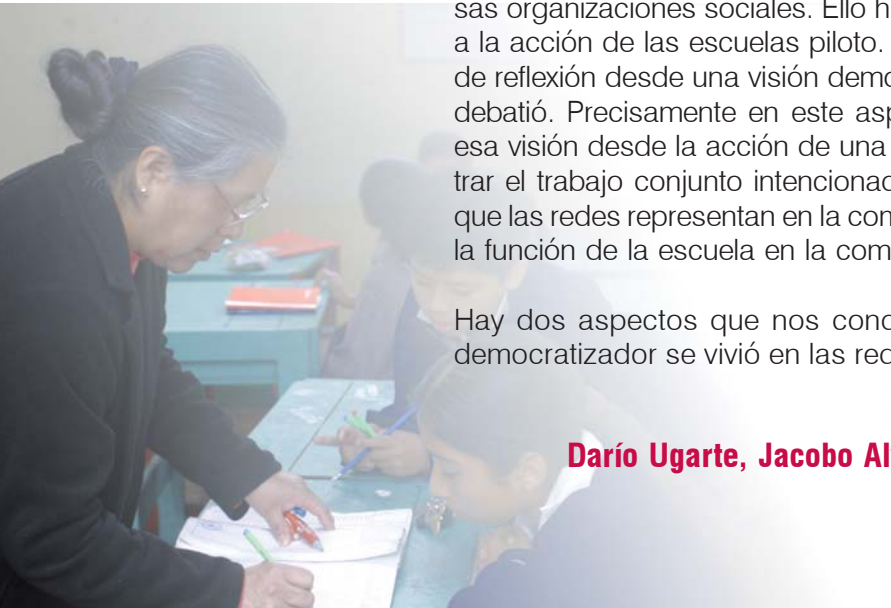 sas organizaciones sociales. Ello h
a la acción de las escuelas piloto.
de reflexión desde una visión demo
debatió. Precisamente en este asp
esa visión desde la acción de una
trar el trabajo conjunto intenciona
que las redes representan en la con
la función de la escuela en la com
Hay dos aspectos que nos conc
democratizador se vivió en las red
Darío Ugarte, Jacobo Al